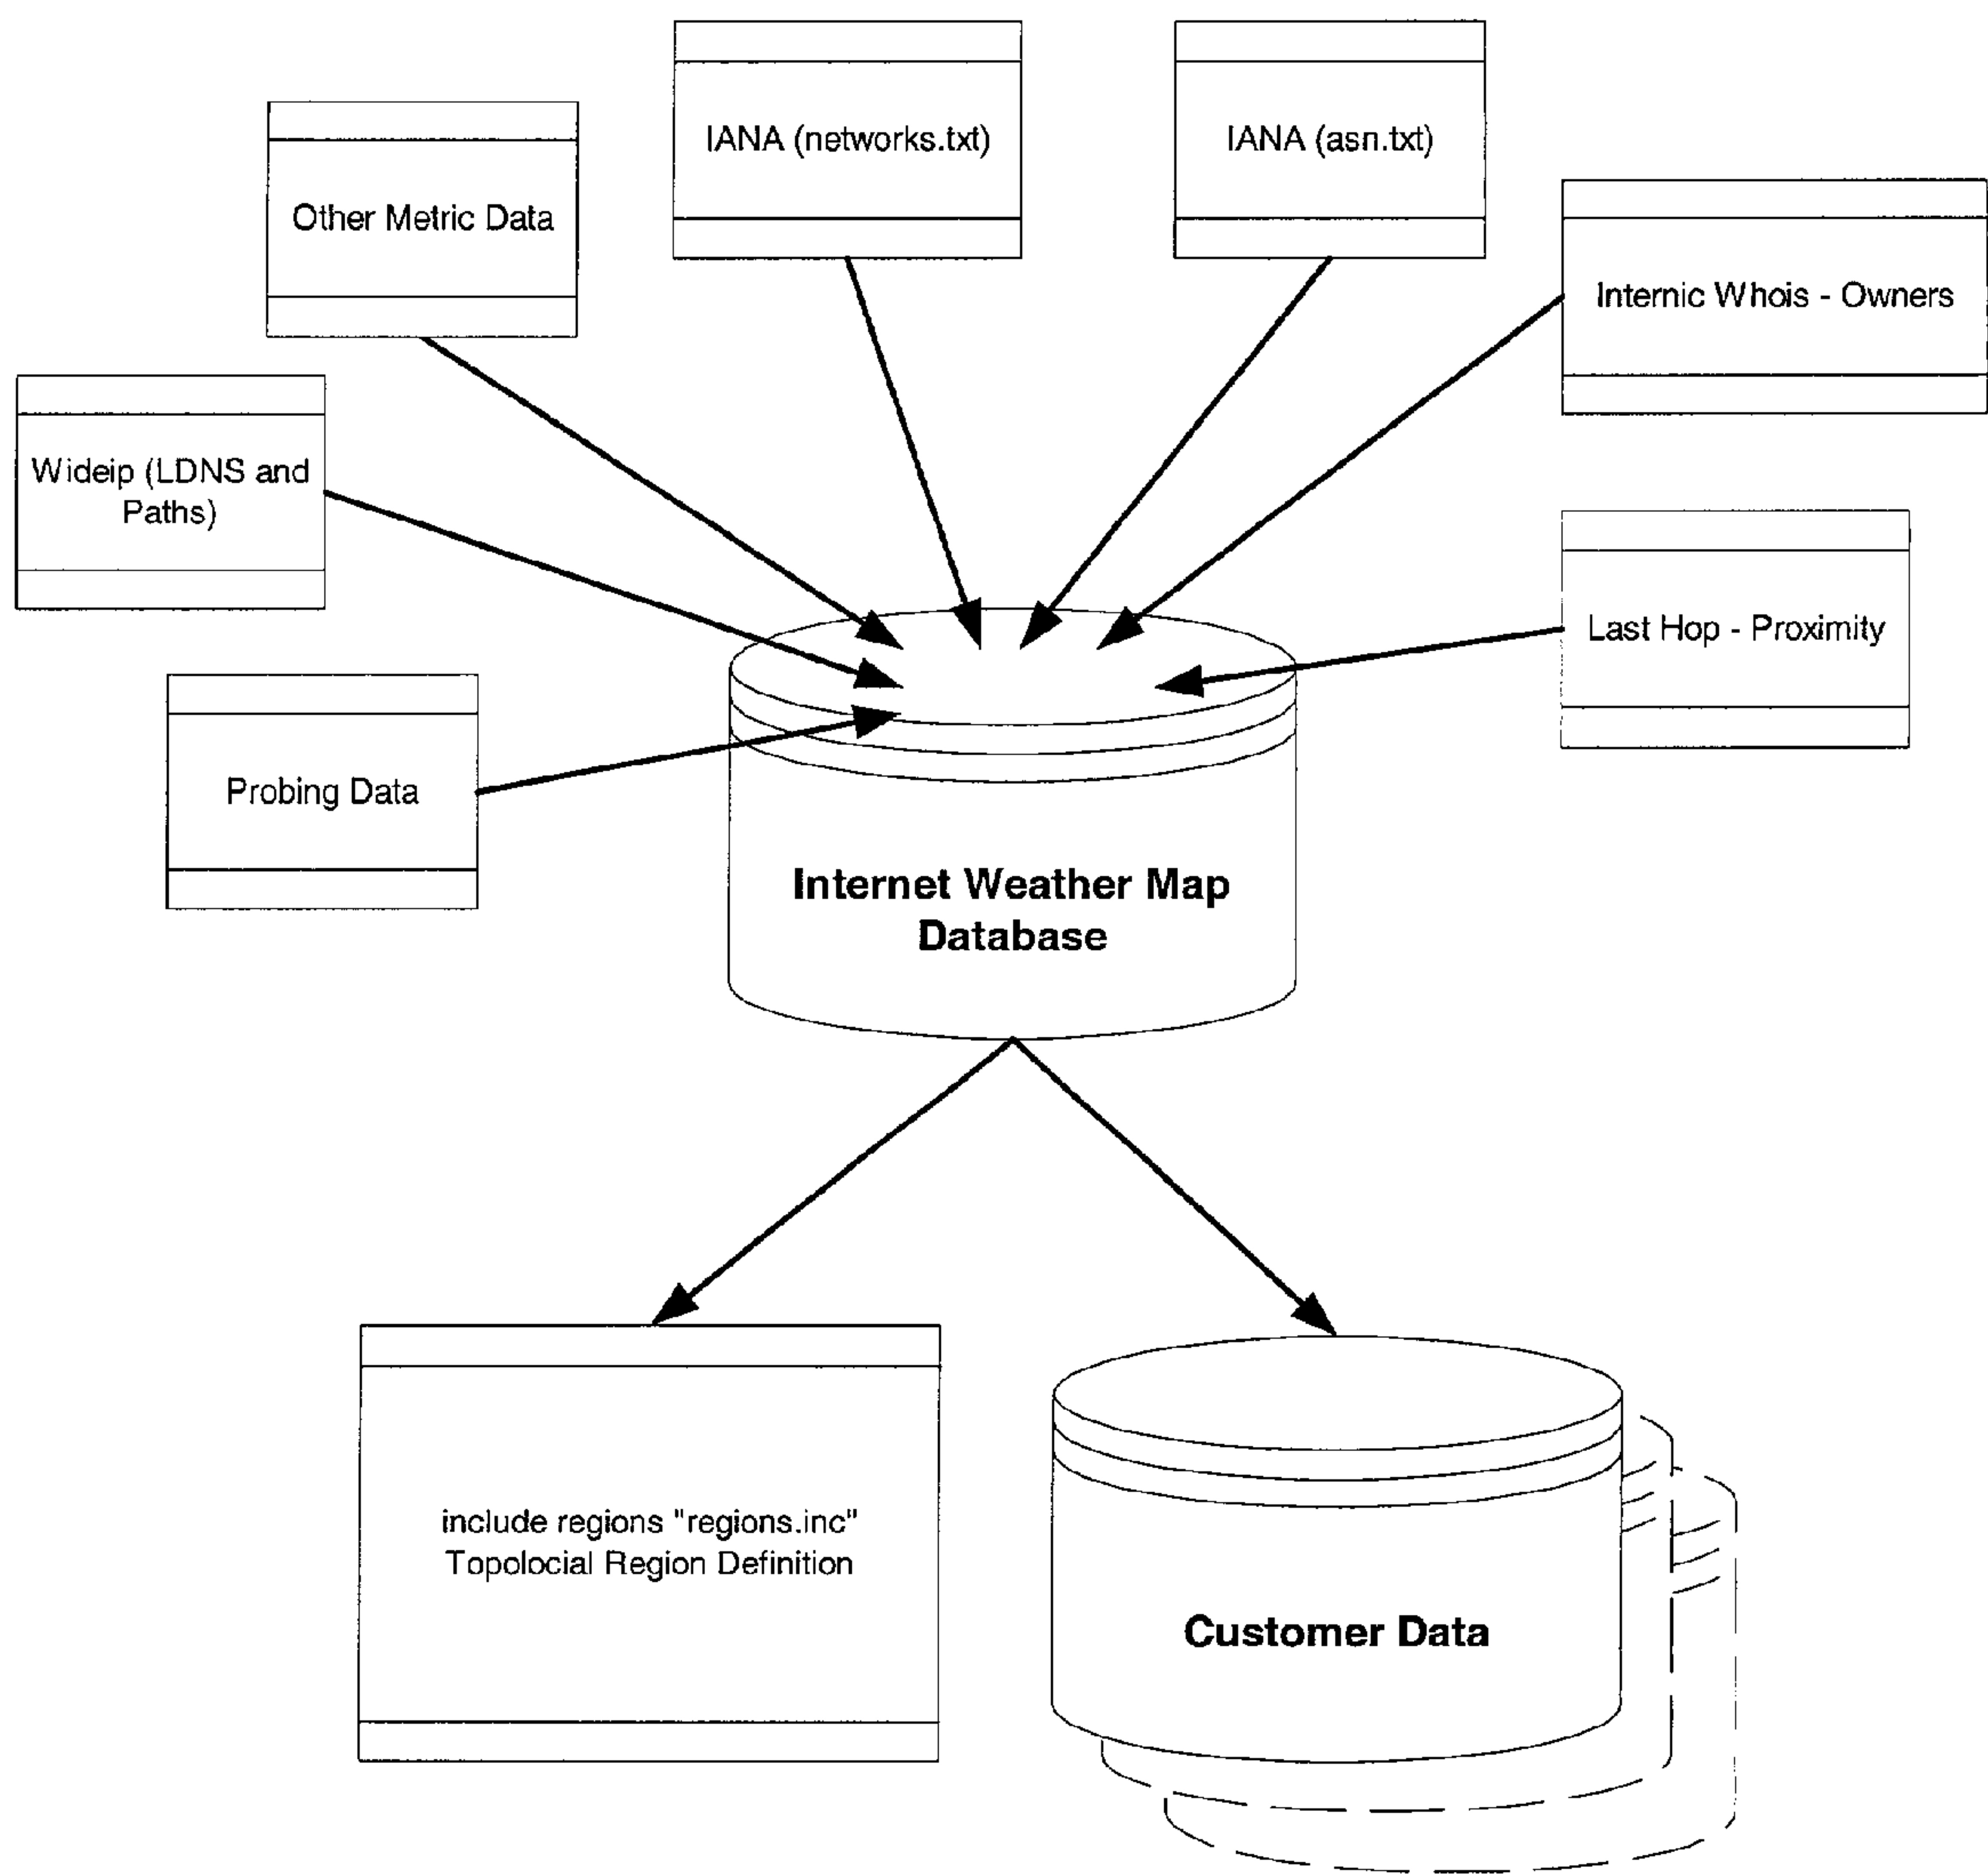 IANA (networks.txt)
IANA (asn.txt)
Other Metric Data
Internic Whois - Owners
Wideip (LDNS and
Paths)
Last Hop - Proximity
Probing Data
Internet Weather Map
Database
include regions "regions.inc"
Topolocial Region Definition
Customer Data